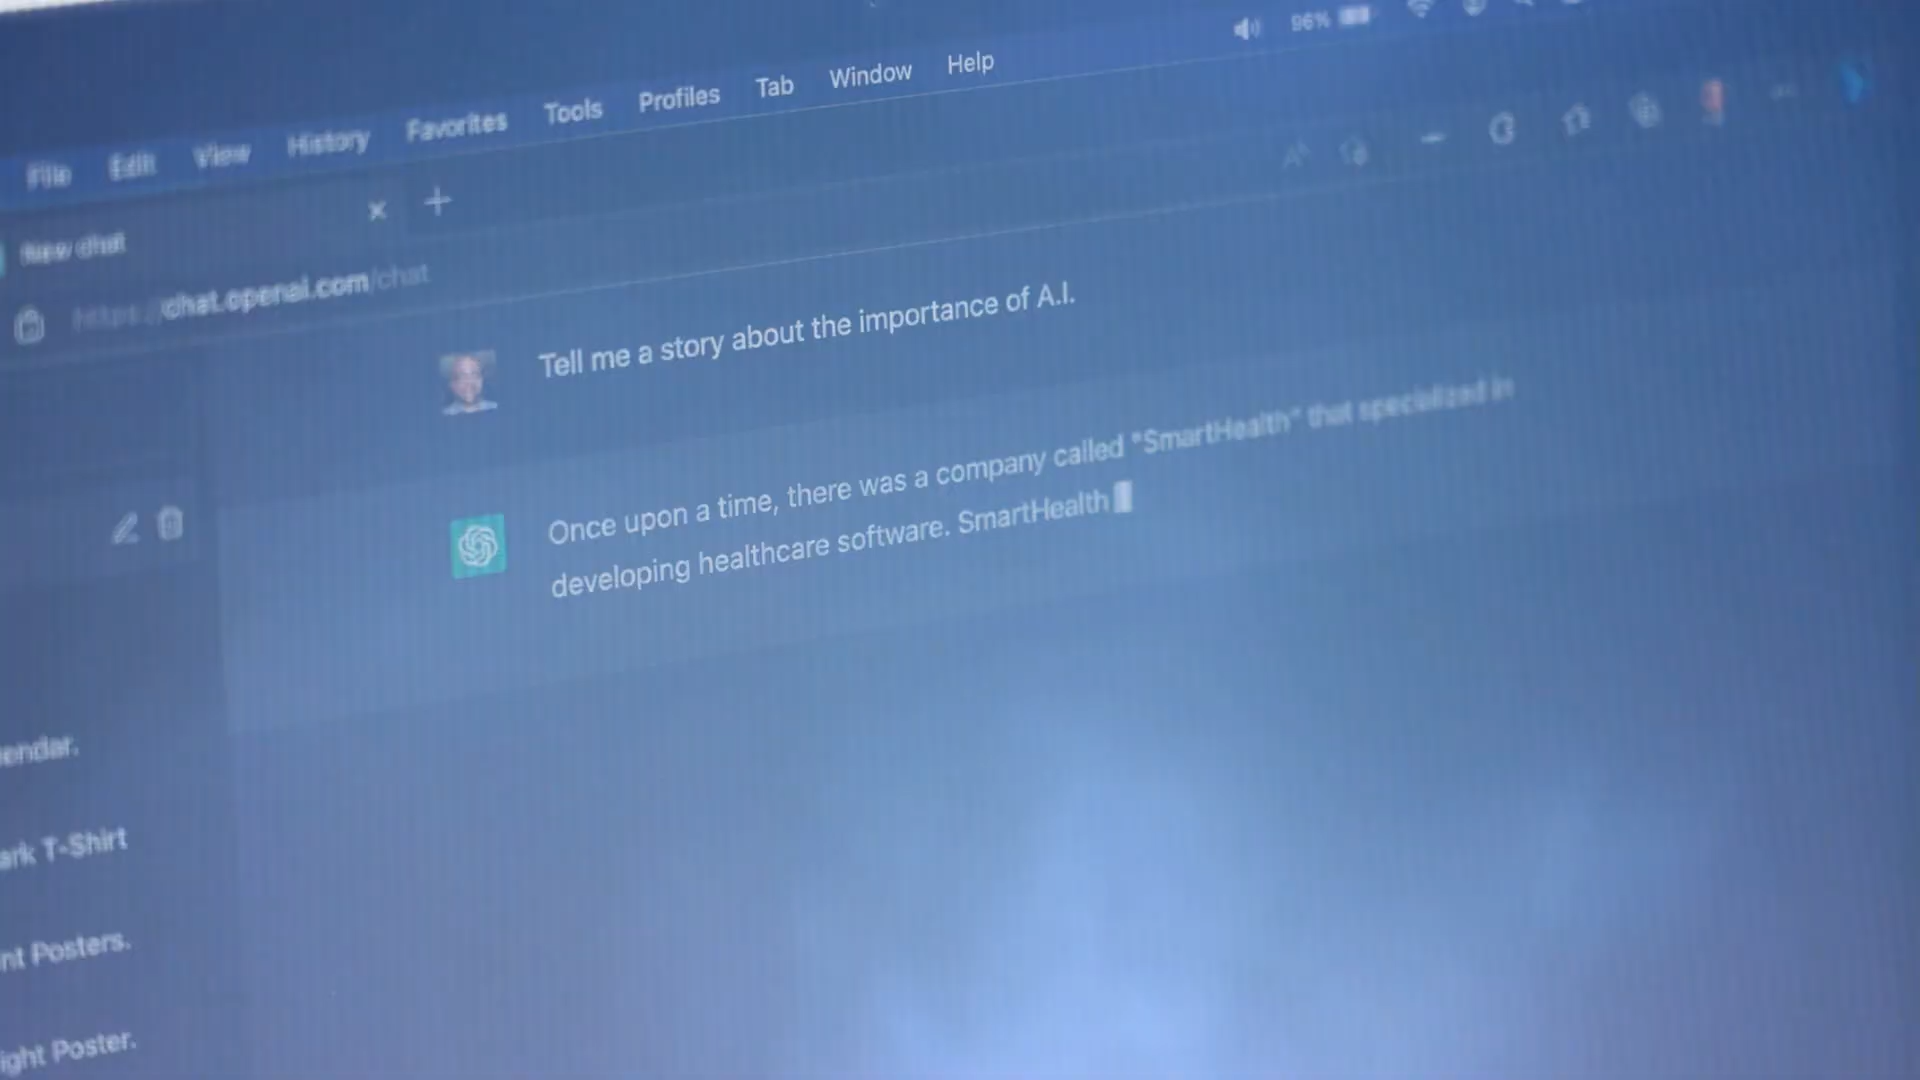 96%
File Edit View History Favorites Tools Profiles Tab Window Help
New chat
https://chat.openai.com/chat
Tell me a story about the importance of A.I.
Once upon a time, there was a company called "SmartHealth" that specialized in
developing healthcare software. SmartHealth
endar.
ark T-Shirt
nt Posters.
ight Poster.